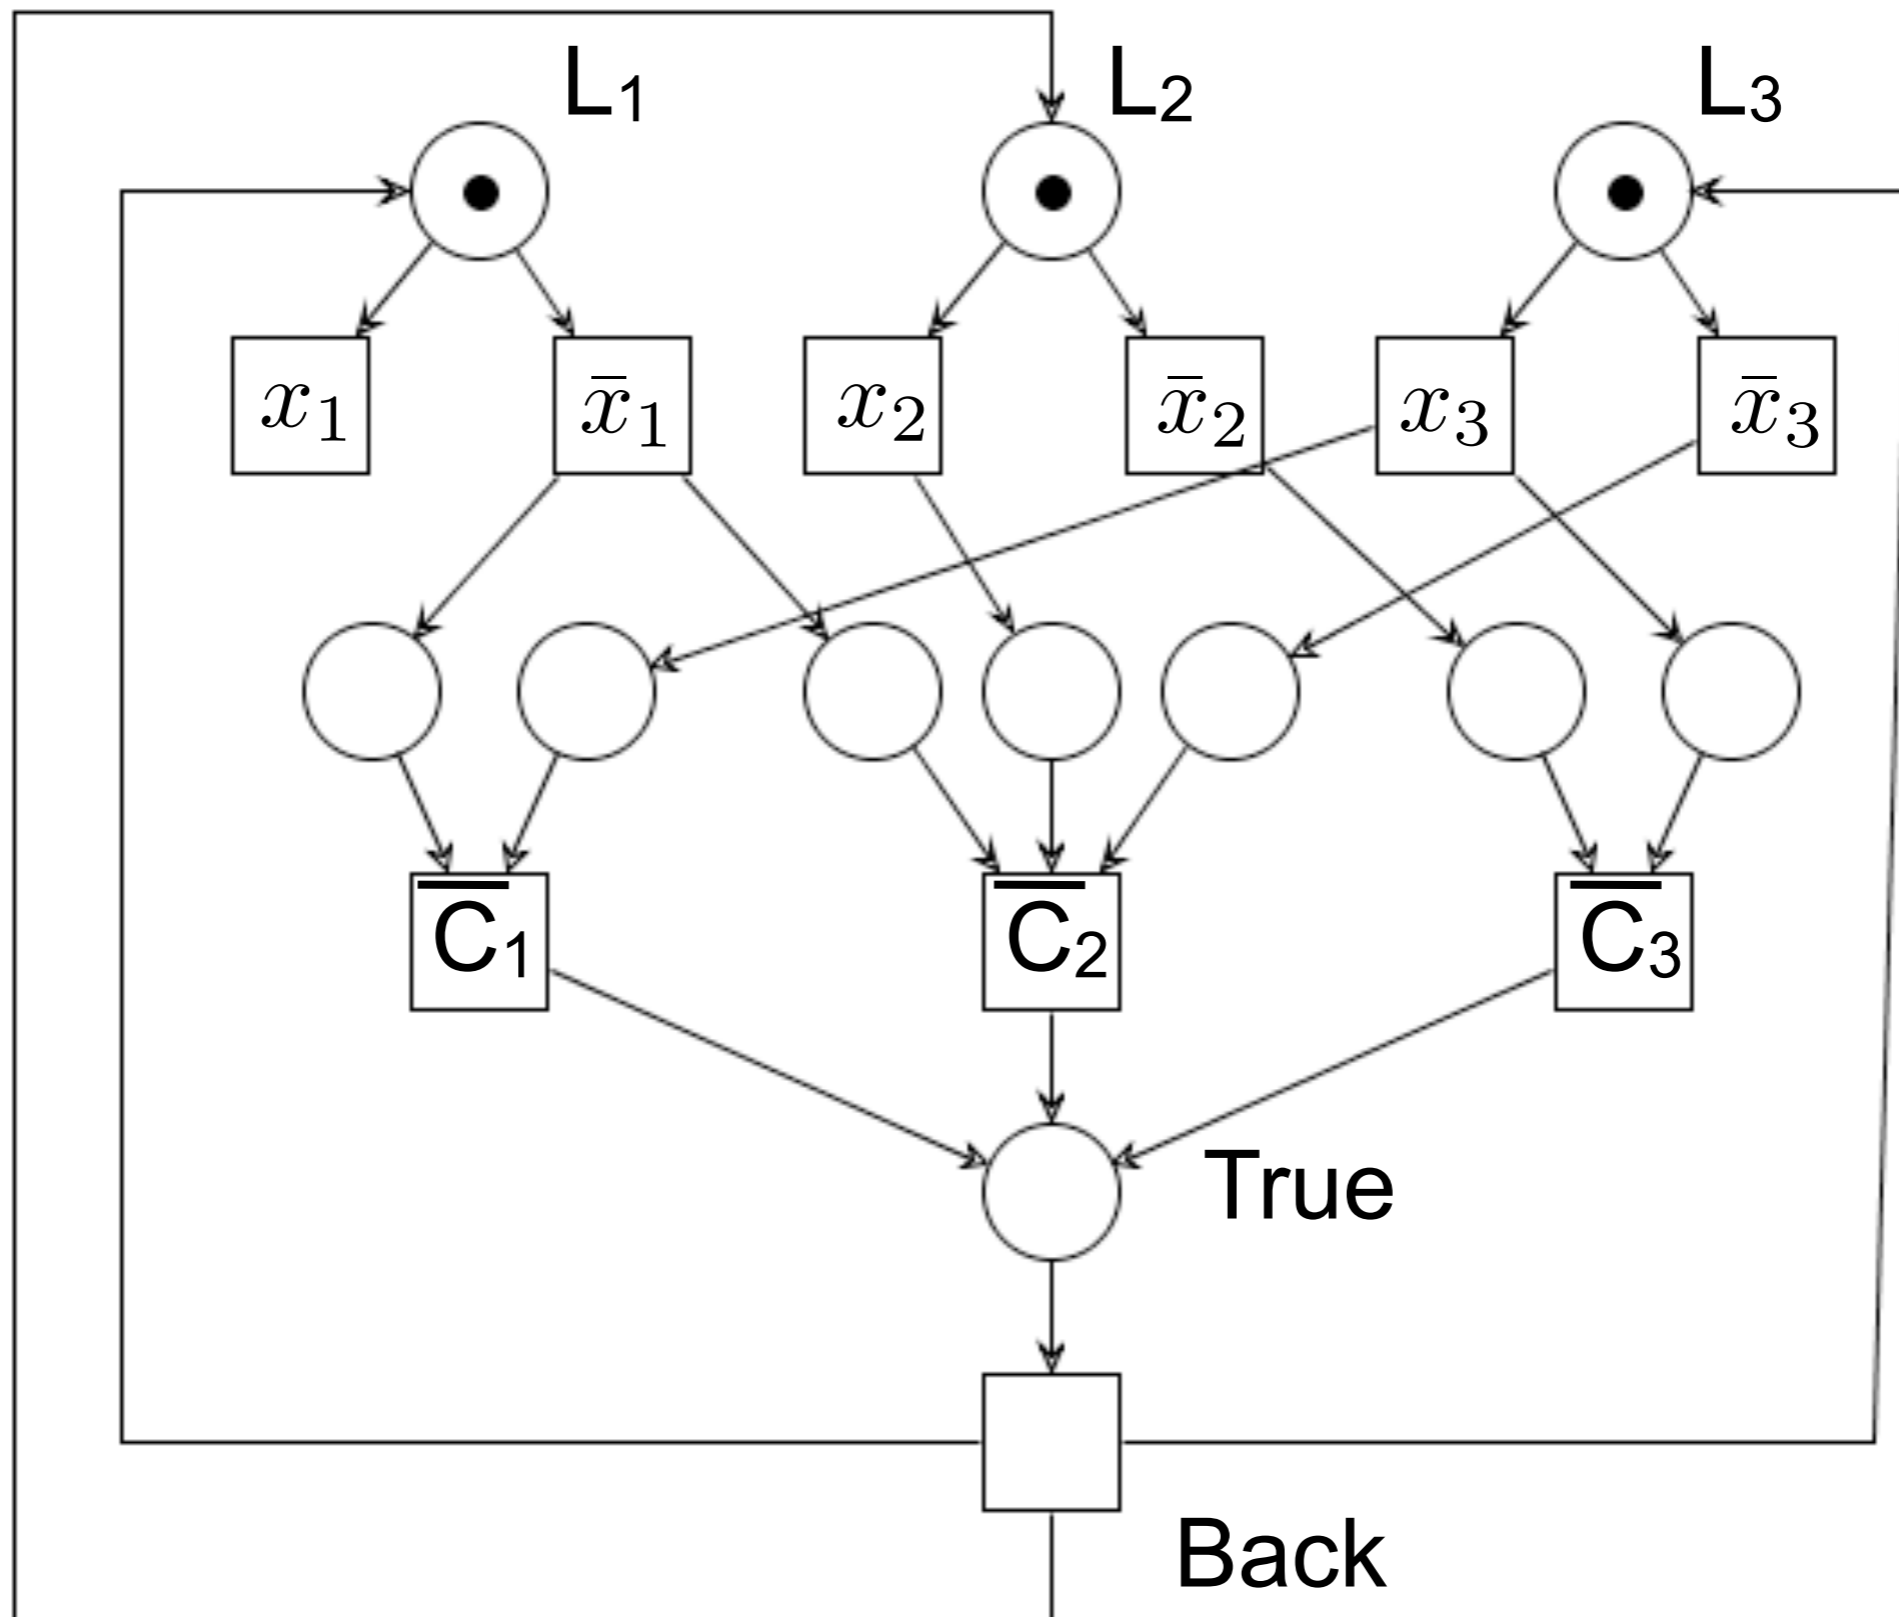 L₁ L₂ L₃
x₁ x̄₁ x₂ x̄₂ x₃ x̄₃
C̅₁ C̅₂ C̅₃
True
Back